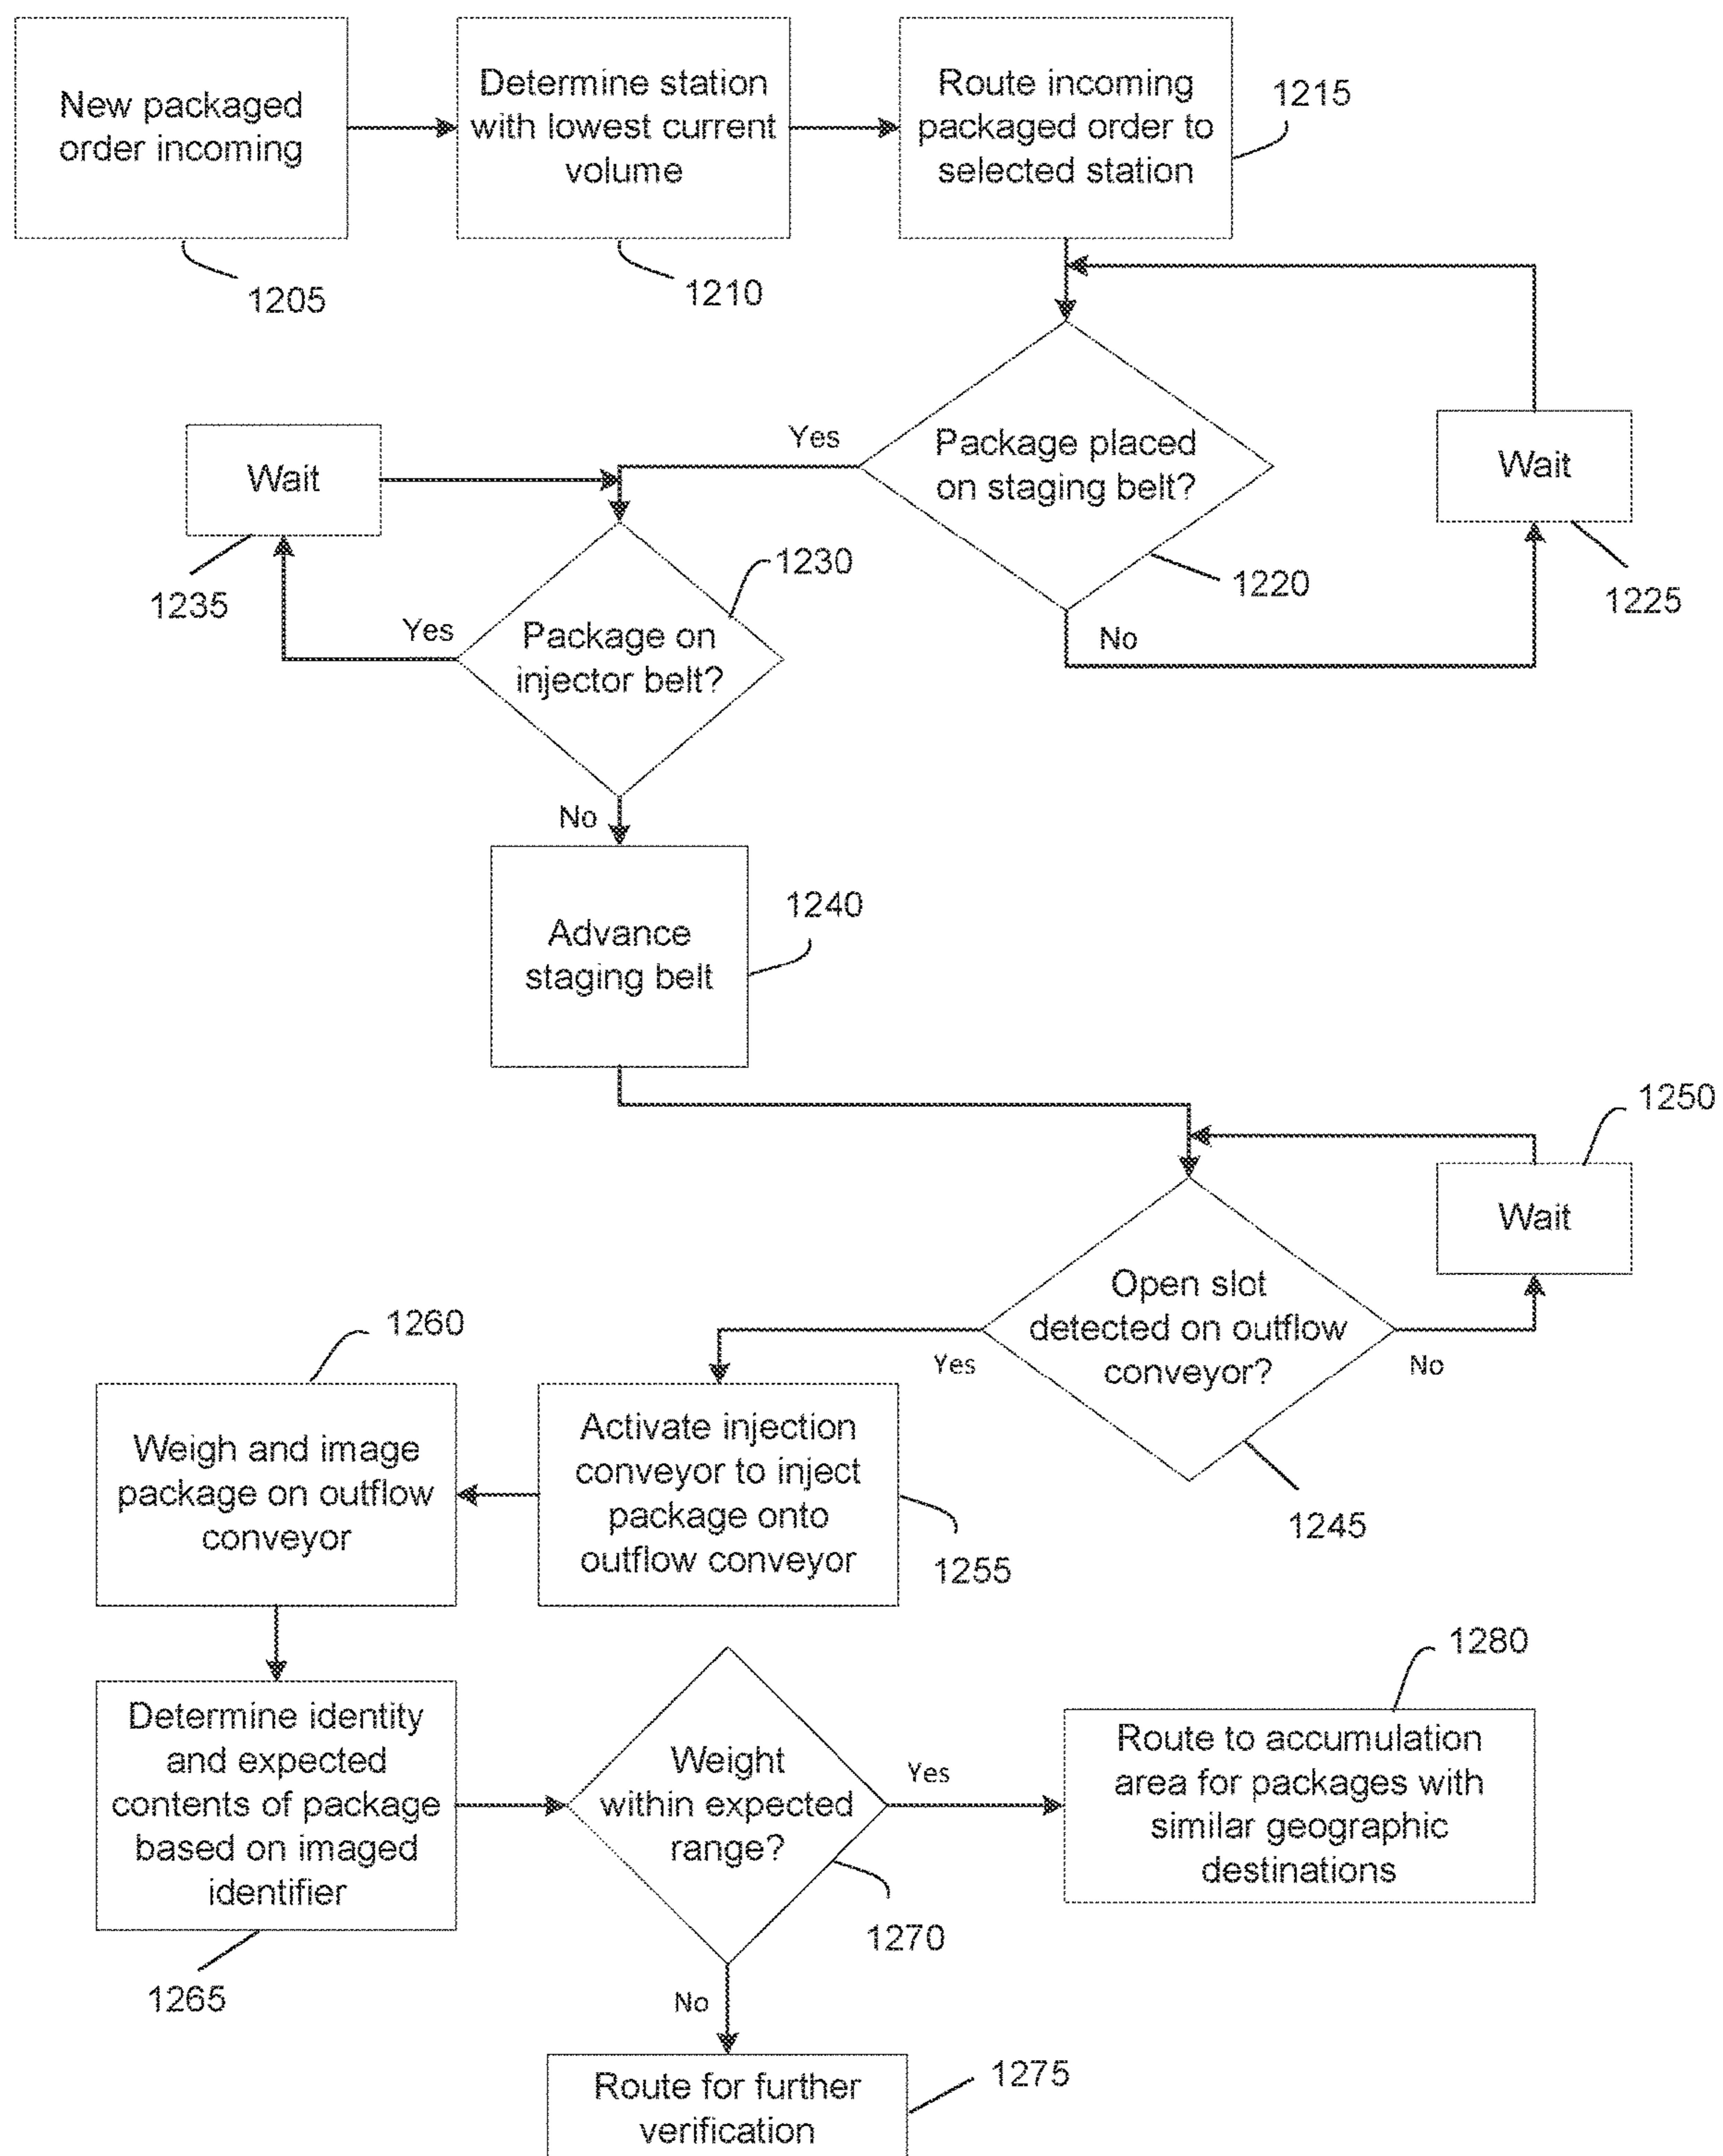 New packaged
order incoming
1205
Determine station
with lowest current
volume
1210
Route incoming
packaged order to
selected station
1215
Package placed
on staging belt?
1220
Yes
No
Wait
1225
Wait
1235
Package on
injector belt?
1230
Yes
No
Advance
staging belt
1240
Open slot
detected on outflow
conveyor?
1245
Yes
No
Wait
1250
Activate injection
conveyor to inject
package onto
outflow conveyor
1255
Weigh and image
package on outflow
conveyor
1260
Determine identity
and expected
contents of package
based on imaged
identifier
1265
Weight
within expected
range?
1270
Yes
No
Route to accumulation
area for packages with
similar geographic
destinations
1280
Route for further
verification
1275